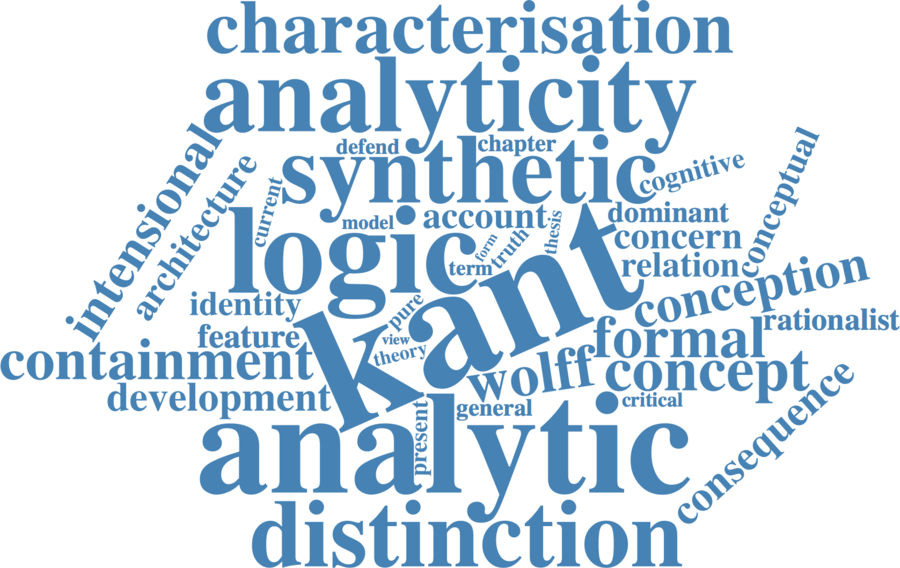 characterisation
analyticity
defend
chapter
synthetic
cognitive
intensional
architecture
current
conceptual
model
account
thesis
dominant
logic
form
truth
term
concern
relation
kant
identity
pure
conception
feature
view
theory
formal
rationalist
containment
wolff
concept
development
general
critical
present
consequence
analytic
distinction